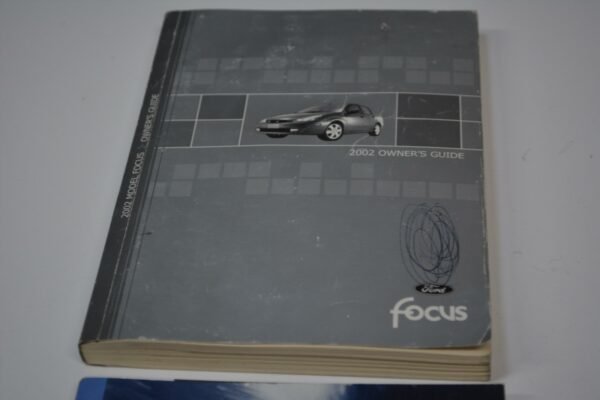 2002 MODEL FOCUS - OWNER'S GUIDE
2002 OWNER'S GUIDE
Ford
focus